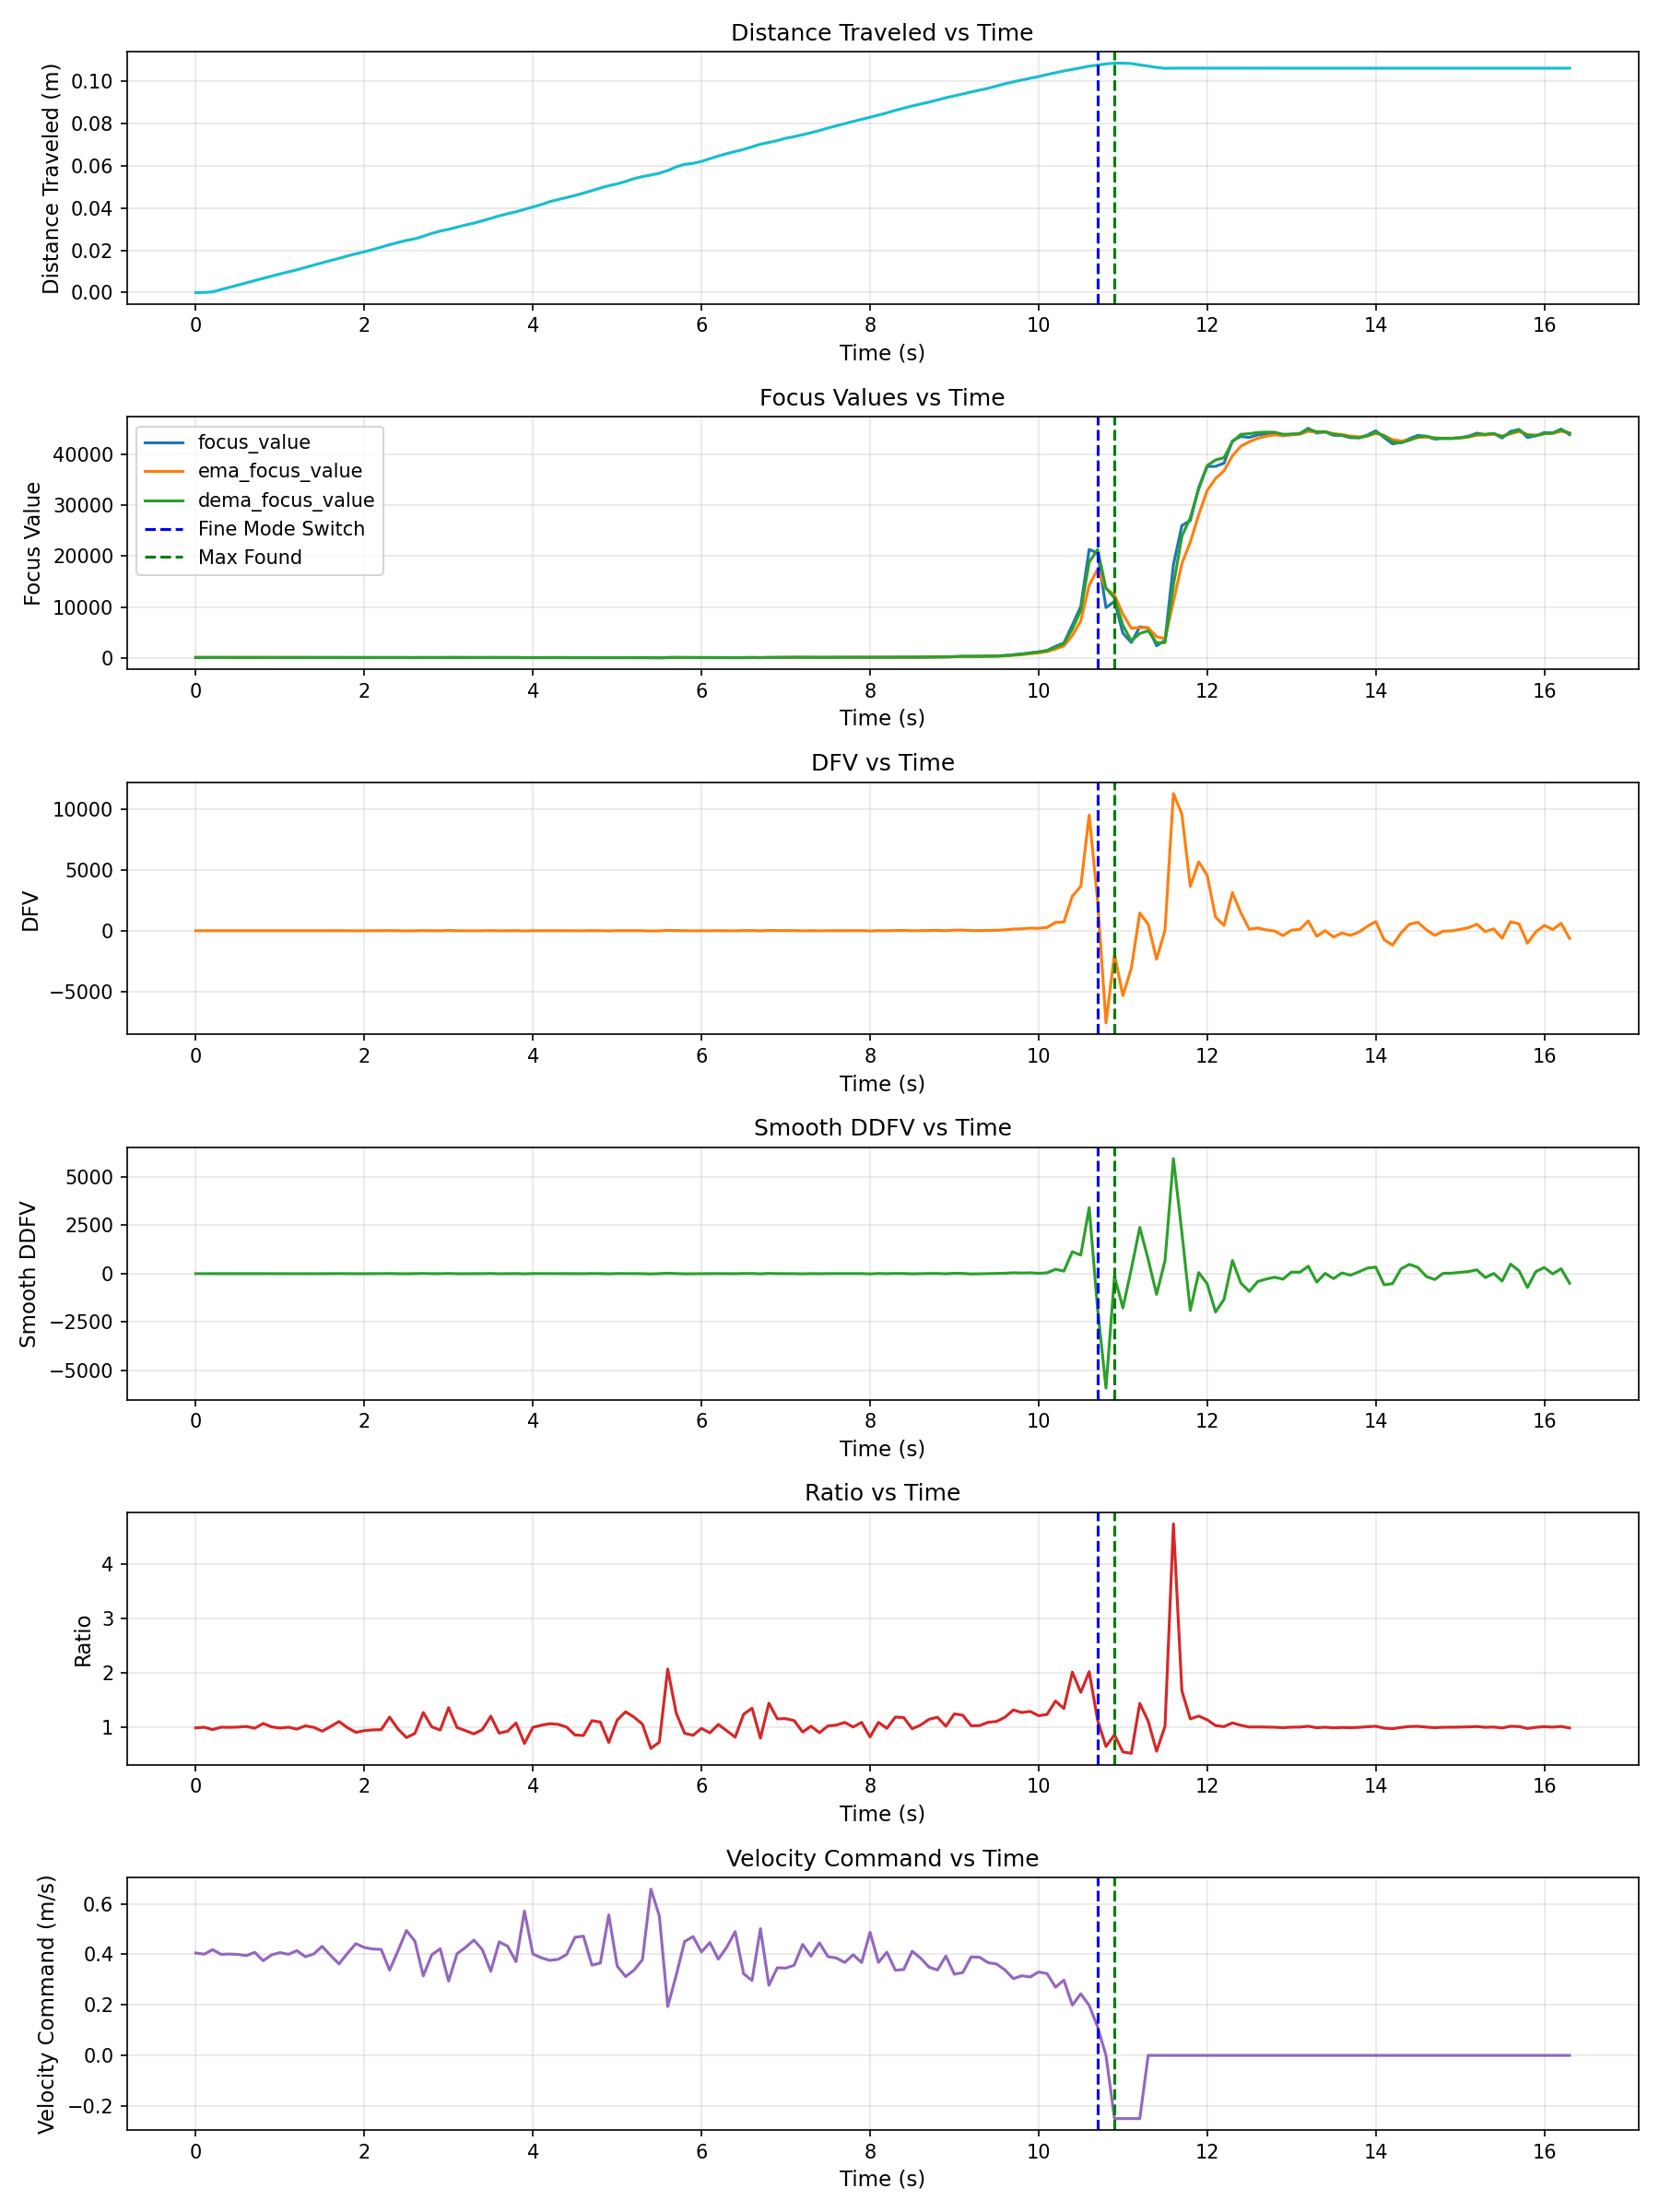 Distance Traveled vs Time
Distance Traveled (m)
0.10
0.08
0.06
0.04
0.02
0.00
0 2 4 6 8 10 12 14 16
Time (s)
Focus Values vs Time
Focus Value
40000
30000
20000
10000
0
focus_value
ema_focus_value
dema_focus_value
Fine Mode Switch
Max Found
0 2 4 6 8 10 12 14 16
Time (s)
DFV vs Time
DFV
10000
5000
0
−5000
0 2 4 6 8 10 12 14 16
Time (s)
Smooth DDFV vs Time
Smooth DDFV
5000
2500
0
−2500
−5000
0 2 4 6 8 10 12 14 16
Time (s)
Ratio vs Time
Ratio
4
3
2
1
0 2 4 6 8 10 12 14 16
Time (s)
Velocity Command vs Time
Velocity Command (m/s)
0.6
0.4
0.2
0.0
−0.2
0 2 4 6 8 10 12 14 16
Time (s)